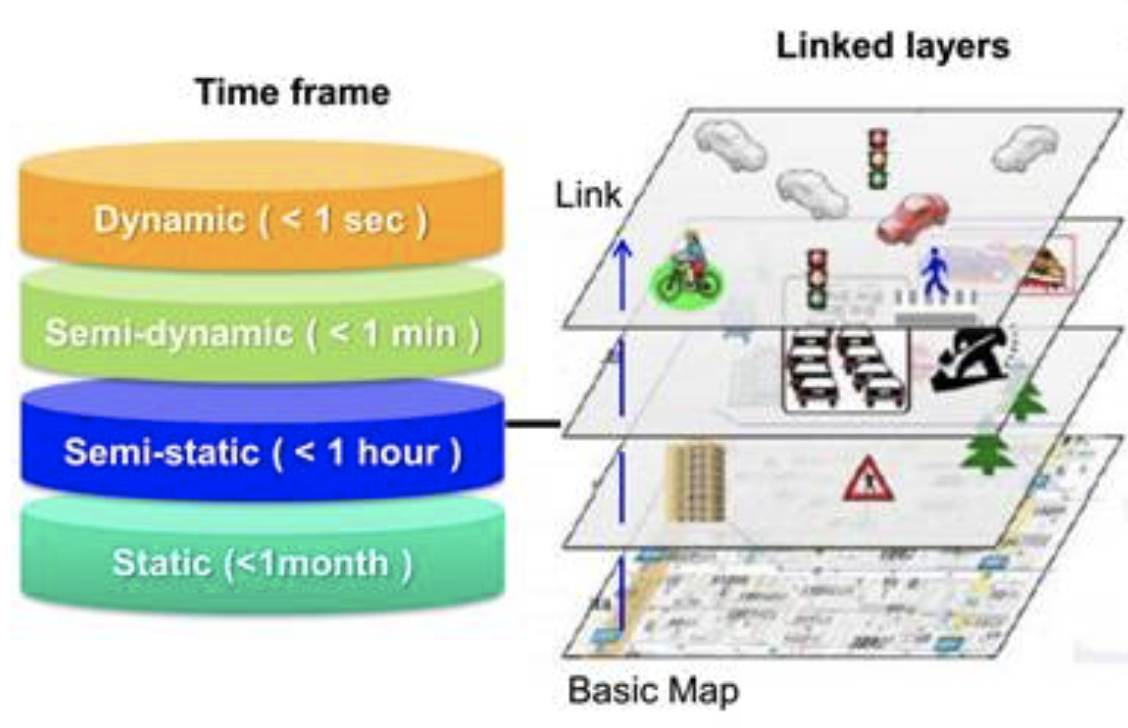 Linked layers
Time frame
Dynamic ( < 1 sec )
Semi-dynamic ( < 1 min )
Semi-static ( < 1 hour )
Static (<1month )
Link
Basic Map